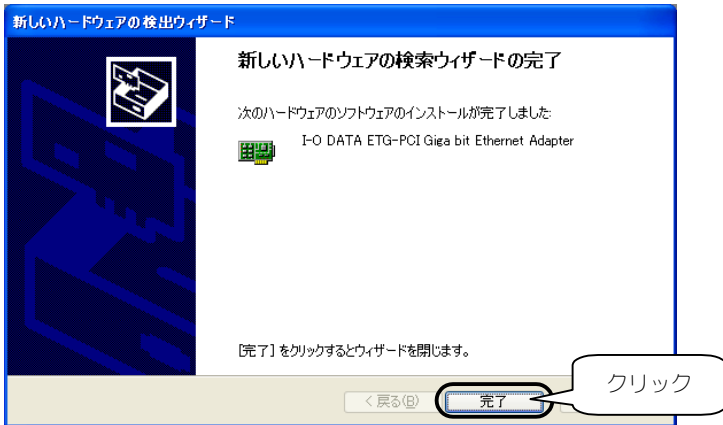 新しいハードウェアの検出ウィザード
新しいハードウェアの検索ウィザードの完了
次のハードウェアのソフトウェアのインストールが完了しました:
I-O DATA ETG-PCI Giga bit Ethernet Adapter
[完了] をクリックするとウィザードを閉じます。
< 戻る(B)
完了
クリック